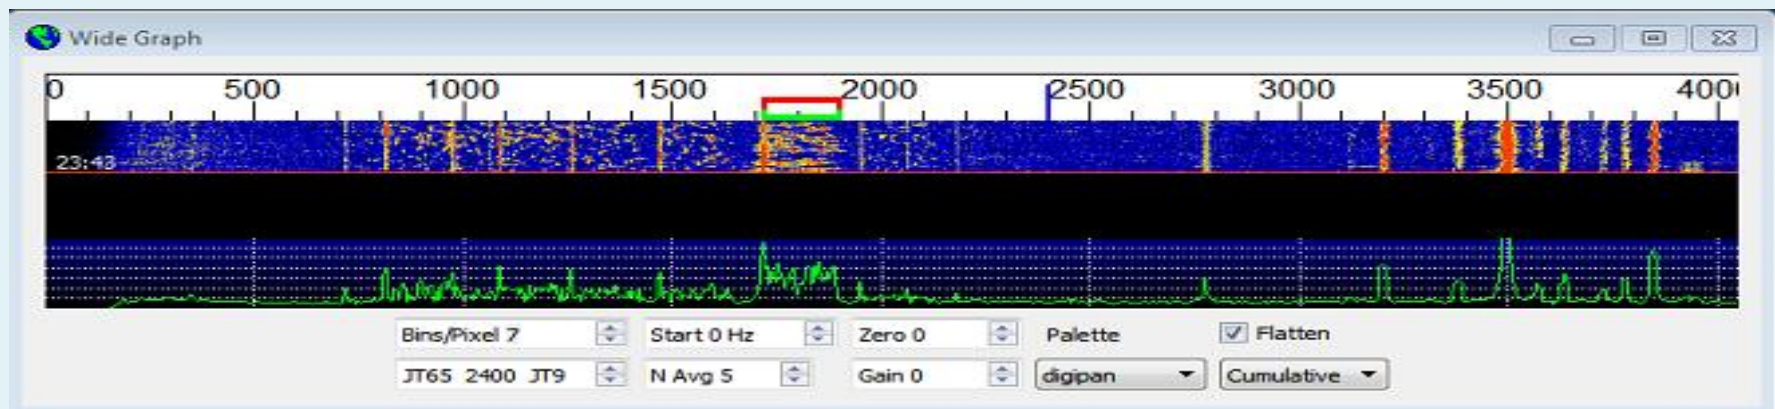 Wide Graph
0 500 1000 1500 2000 2500 3000 3500 400
23:43
Bins/Pixel 7 Start 0 Hz Zero 0 Palette Flatten
JT65 2400 JT9 N Avg 5 Gain 0 digipan Cumulative